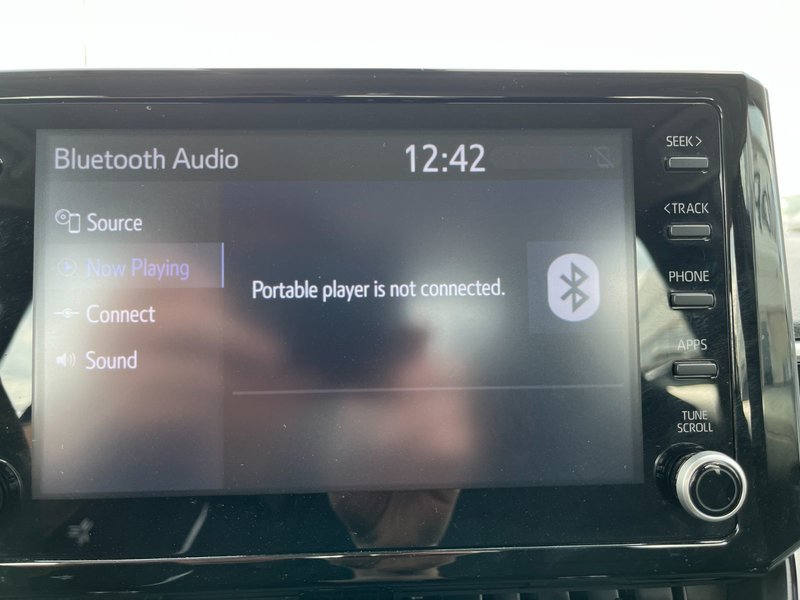 Bluetooth Audio 12:42
Source
Now Playing
Connect
Sound
Portable player is not connected.
SEEK>
<TRACK
PHONE
APPS
TUNE
SCROLL